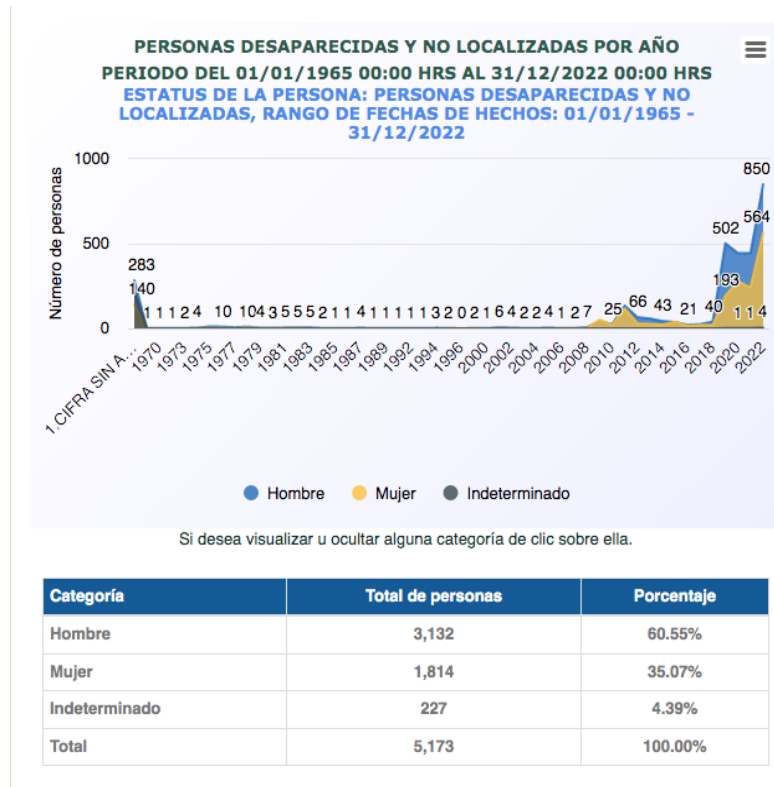 PERSONAS DESAPARECIDAS Y NO LOCALIZADAS POR AÑO
PERIODO DEL 01/01/1965 00:00 HRS AL 31/12/2022 00:00 HRS
ESTATUS DE LA PERSONA: PERSONAS DESAPARECIDAS Y NO
LOCALIZADAS, RANGO DE FECHAS DE HECHOS: 01/01/1965 -
31/12/2022
Número de personas
1000
500
0
850
564
502
283
193
140
1 1 1 2 4 10 10 4 3 5 5 5 2 1 1 4 1 1 1 1 1 3 2 0 2 1 6 4 2 2 4 1 2 7 25 66 43 21 40 1 1 4
1.CIFRA SIN A... 1970 1973 1975 1977 1979 1981 1983 1985 1987 1989 1992 1994 1996 2000 2002 2004 2006 2008 2010 2012 2014 2016 2018 2020 2022
Hombre Mujer Indeterminado
Si desea visualizar u ocultar alguna categoría de clic sobre ella.
Categoría Total de personas Porcentaje
Hombre 3,132 60.55%
Mujer 1,814 35.07%
Indeterminado 227 4.39%
Total 5,173 100.00%